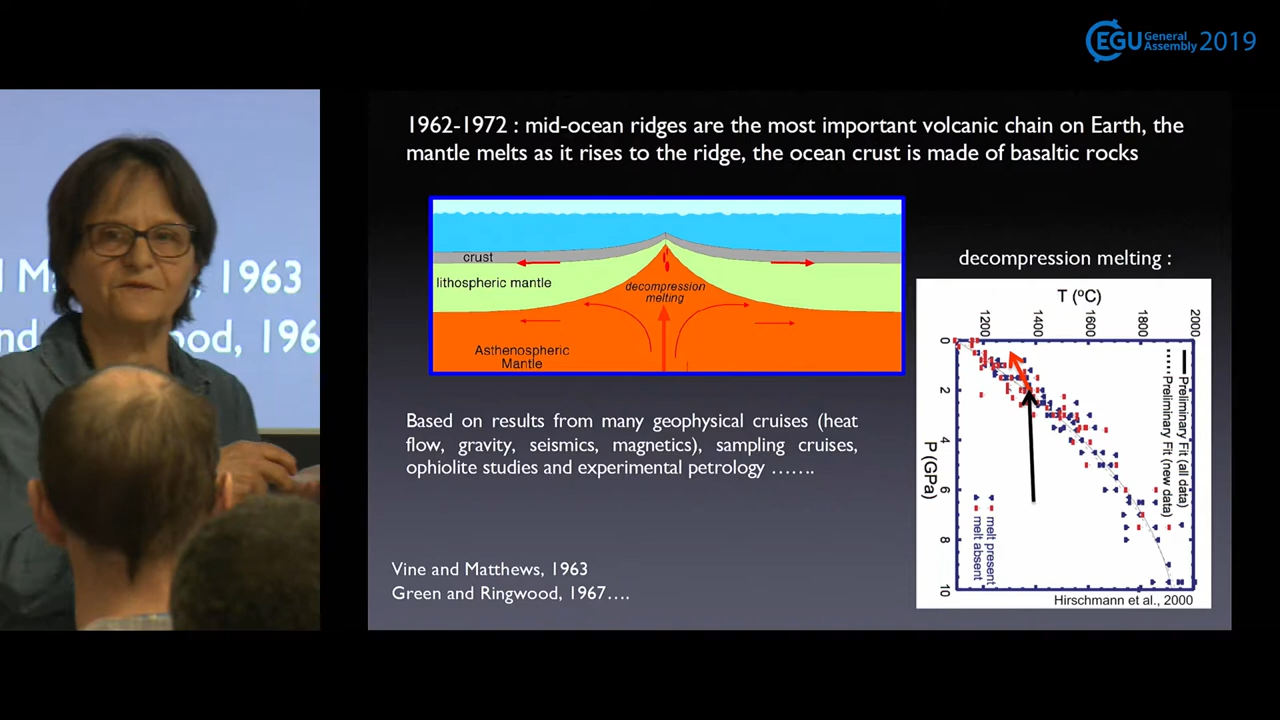 EGU General Assembly 2019
1962-1972 : mid-ocean ridges are the most important volcanic chain on Earth, the
mantle melts as it rises to the ridge, the ocean crust is made of basaltic rocks
crust
lithospheric mantle
decompression
melting
Asthenospheric
Mantle
decompression melting :
T (ºC)
1200 1400 1600 1800 2000
0
2
4
6
8
10
P (GPa)
Preliminary Fit (all data)
Preliminary Fit (new data)
melt present
melt absent
Hirschmann et al., 2000
Based on results from many geophysical cruises (heat
flow, gravity, seismics, magnetics), sampling cruises,
ophiolite studies and experimental petrology …….
Vine and Matthews, 1963
Green and Ringwood, 1967….
1963
ood, 196